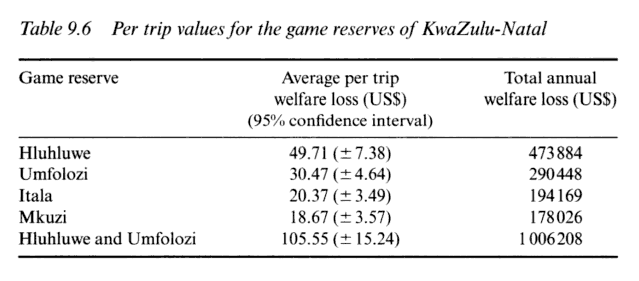 Table 9.6 Per trip values for the game reserves of KwaZulu-Natal
Game reserve Average per trip Total annual
welfare loss (US$) welfare loss (US$)
(95% confidence interval)
Hluhluwe 49.71 (±7.38) 473884
Umfolozi 30.47 (±4.64) 290448
Itala 20.37 (±3.49) 194169
Mkuzi 18.67 (±3.57) 178026
Hluhluwe and Umfolozi 105.55 (±15.24) 1006208